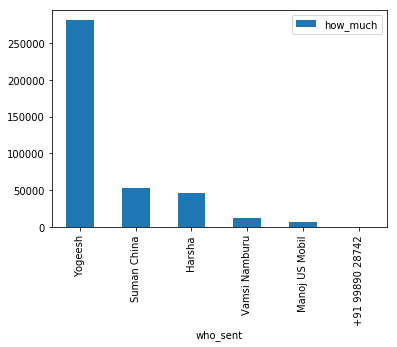 how_much
250000
200000
150000
100000
50000
0
Yogeesh
Suman China
Harsha
Vamsi Namburu
Manoj US Mobil
+91 99890 28742
who_sent